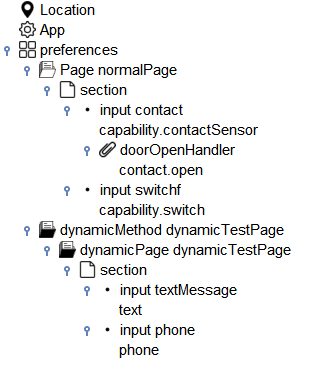 Location
App
preferences
Page normalPage
section
input contact
capability.contactSensor
doorOpenHandler
contact.open
input switchf
capability.switch
dynamicMethod dynamicTestPage
dynamicPage dynamicTestPage
section
input textMessage
text
input phone
phone